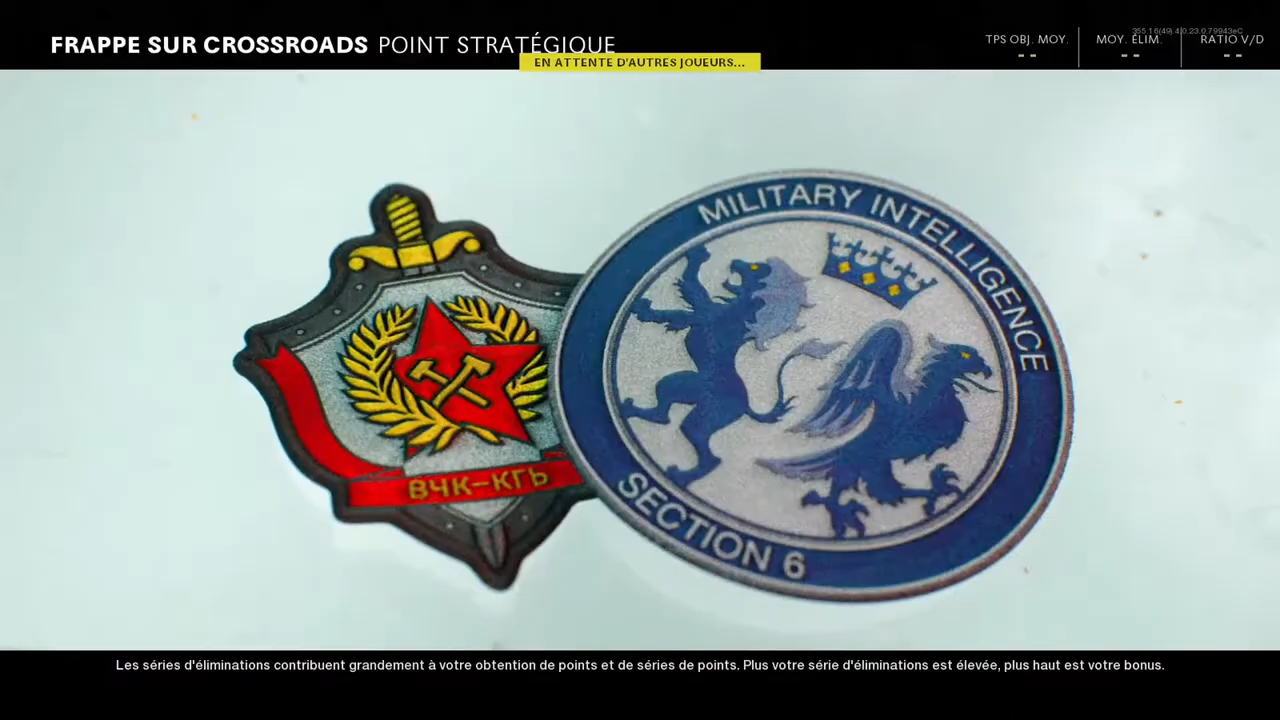 FRAPPE SUR CROSSROADS POINT STRATÉGIQUE
EN ATTENTE D'AUTRES JOUEURS...
TPS OBJ. MOY.
--
MOY. ÉLIM.
--
RATIO V/D
--
MILITARY INTELLIGENCE
SECTION 6
ВЧК-КГЬ
Les séries d'éliminations contribuent grandement à votre obtention de points et de séries de points. Plus votre série d'éliminations est élevée, plus haut est votre bonus.